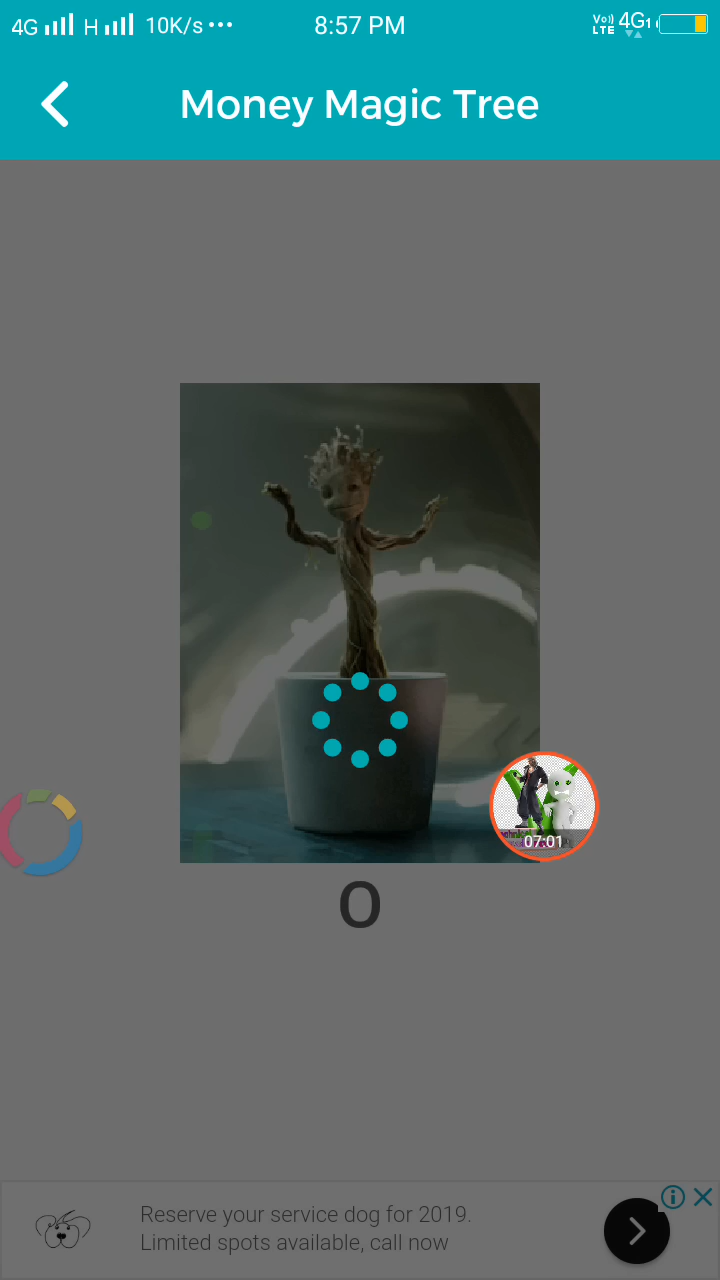 4G H 10K/s ••• 8:57 PM Vo)) LTE 4G1
Money Magic Tree
07:01
0
Reserve your service dog for 2019.
Limited spots available, call now